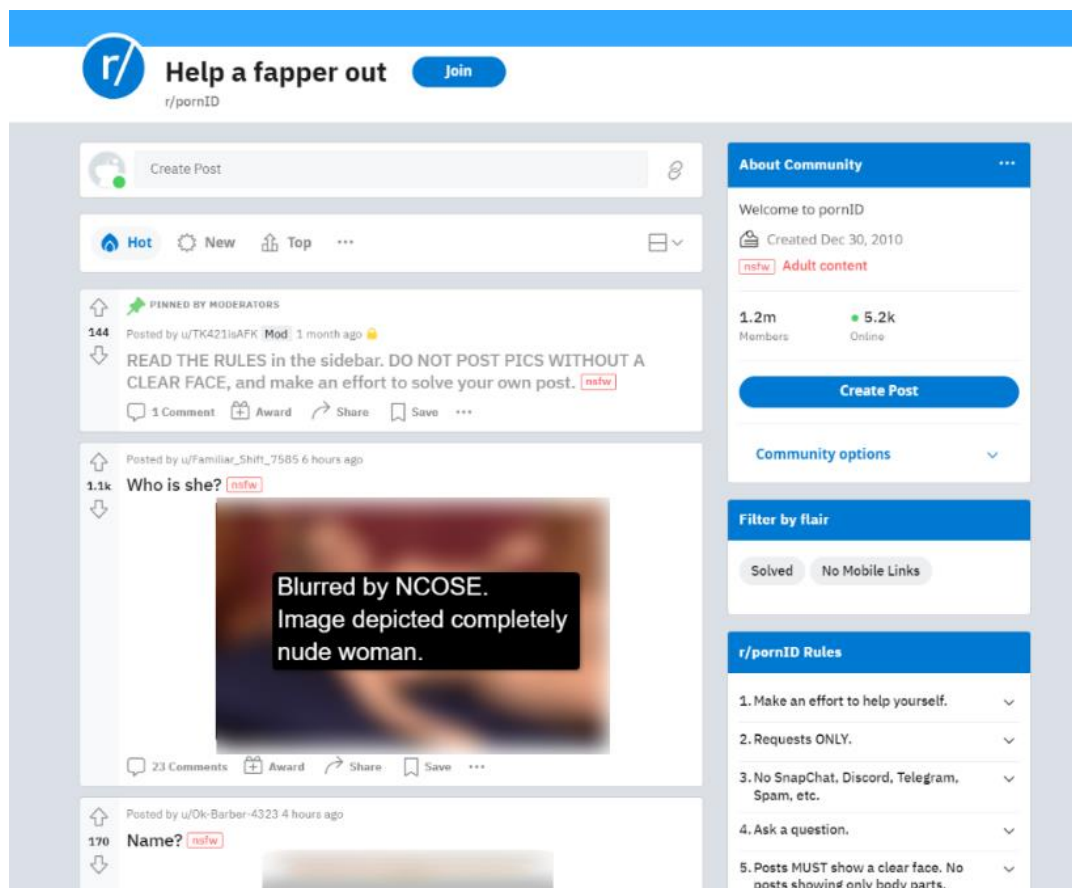 r/
Help a fapper out
Join
r/pornID
Create Post
Hot
New
Top
PINNED BY MODERATORS
144
Posted by u/TK421isAFK Mod 1 month ago
READ THE RULES in the sidebar. DO NOT POST PICS WITHOUT A
CLEAR FACE, and make an effort to solve your own post. nsfw
1 Comment Award Share Save
Posted by u/Familiar_Shift_7585 6 hours ago
1.1k
Who is she? nsfw
Blurred by NCOSE.
Image depicted completely
nude woman.
23 Comments Award Share Save
Posted by u/Ok-Barber-4323 4 hours ago
170
Name? nsfw
About Community
Welcome to pornID
Created Dec 30, 2010
nsfw Adult content
1.2m
5.2k
Members
Online
Create Post
Community options
Filter by flair
Solved
No Mobile Links
r/pornID Rules
1. Make an effort to help yourself.
2. Requests ONLY.
3. No SnapChat, Discord, Telegram,
Spam, etc.
4. Ask a question.
5. Posts MUST show a clear face. No
posts showing only body parts.